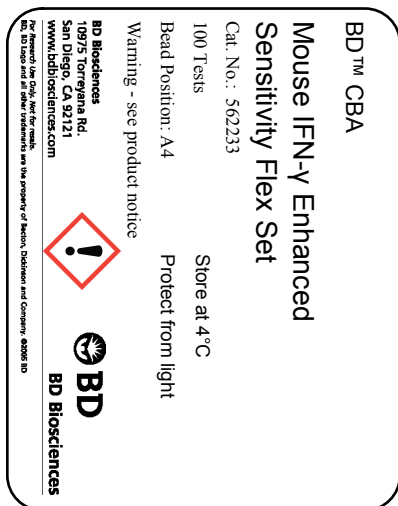 BD™ CBA
Mouse IFN-γ Enhanced
Sensitivity Flex Set
Cat. No.: 562233
100 Tests
Store at 4°C
Bead Position: A4
Protect from light
Warning - see product notice
BD Biosciences
10975 Torreyana Rd.
San Diego, CA 92121
www.bdbiosciences.com
BD
BD Biosciences
For Research Use Only. Not for resale.
BD, BD Logo and all other trademarks are the property of Becton, Dickinson and Company. ©2005 BD